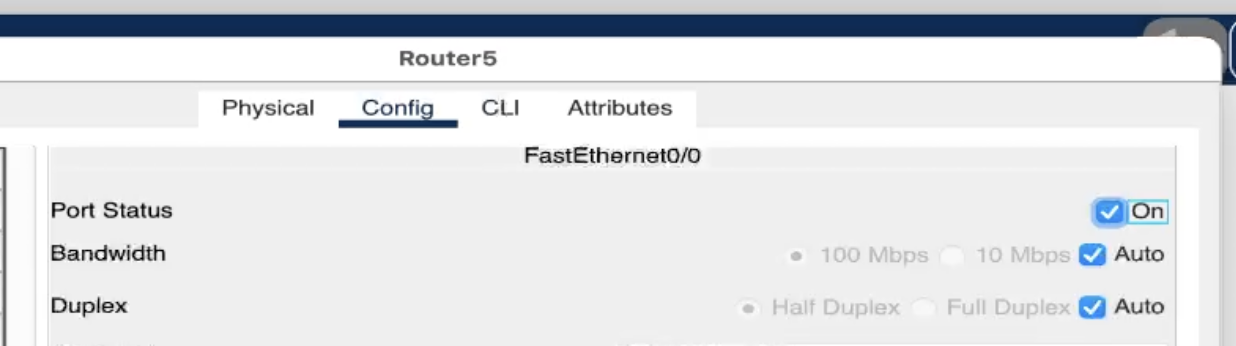 Router5
Physical Config CLI Attributes
FastEthernet0/0
Port Status On
Bandwidth 100 Mbps 10 Mbps Auto
Duplex Half Duplex Full Duplex Auto